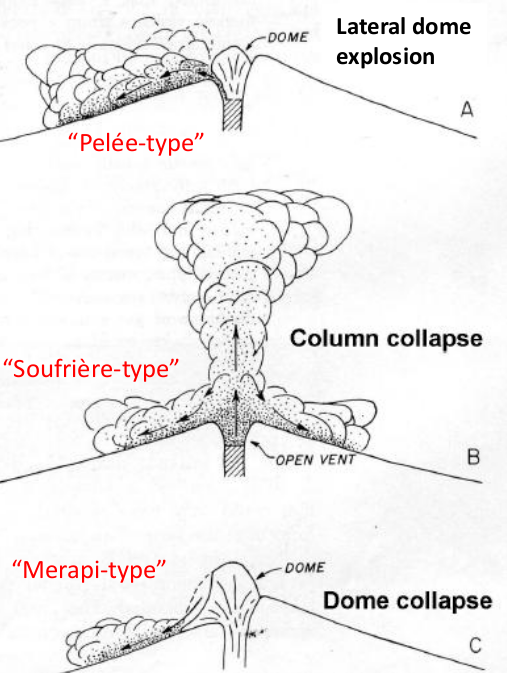 Lateral dome
explosion
DOME
A
“Pelée-type”
Column collapse
“Soufrière-type”
OPEN VENT
B
“Merapi-type”
DOME
Dome collapse
C